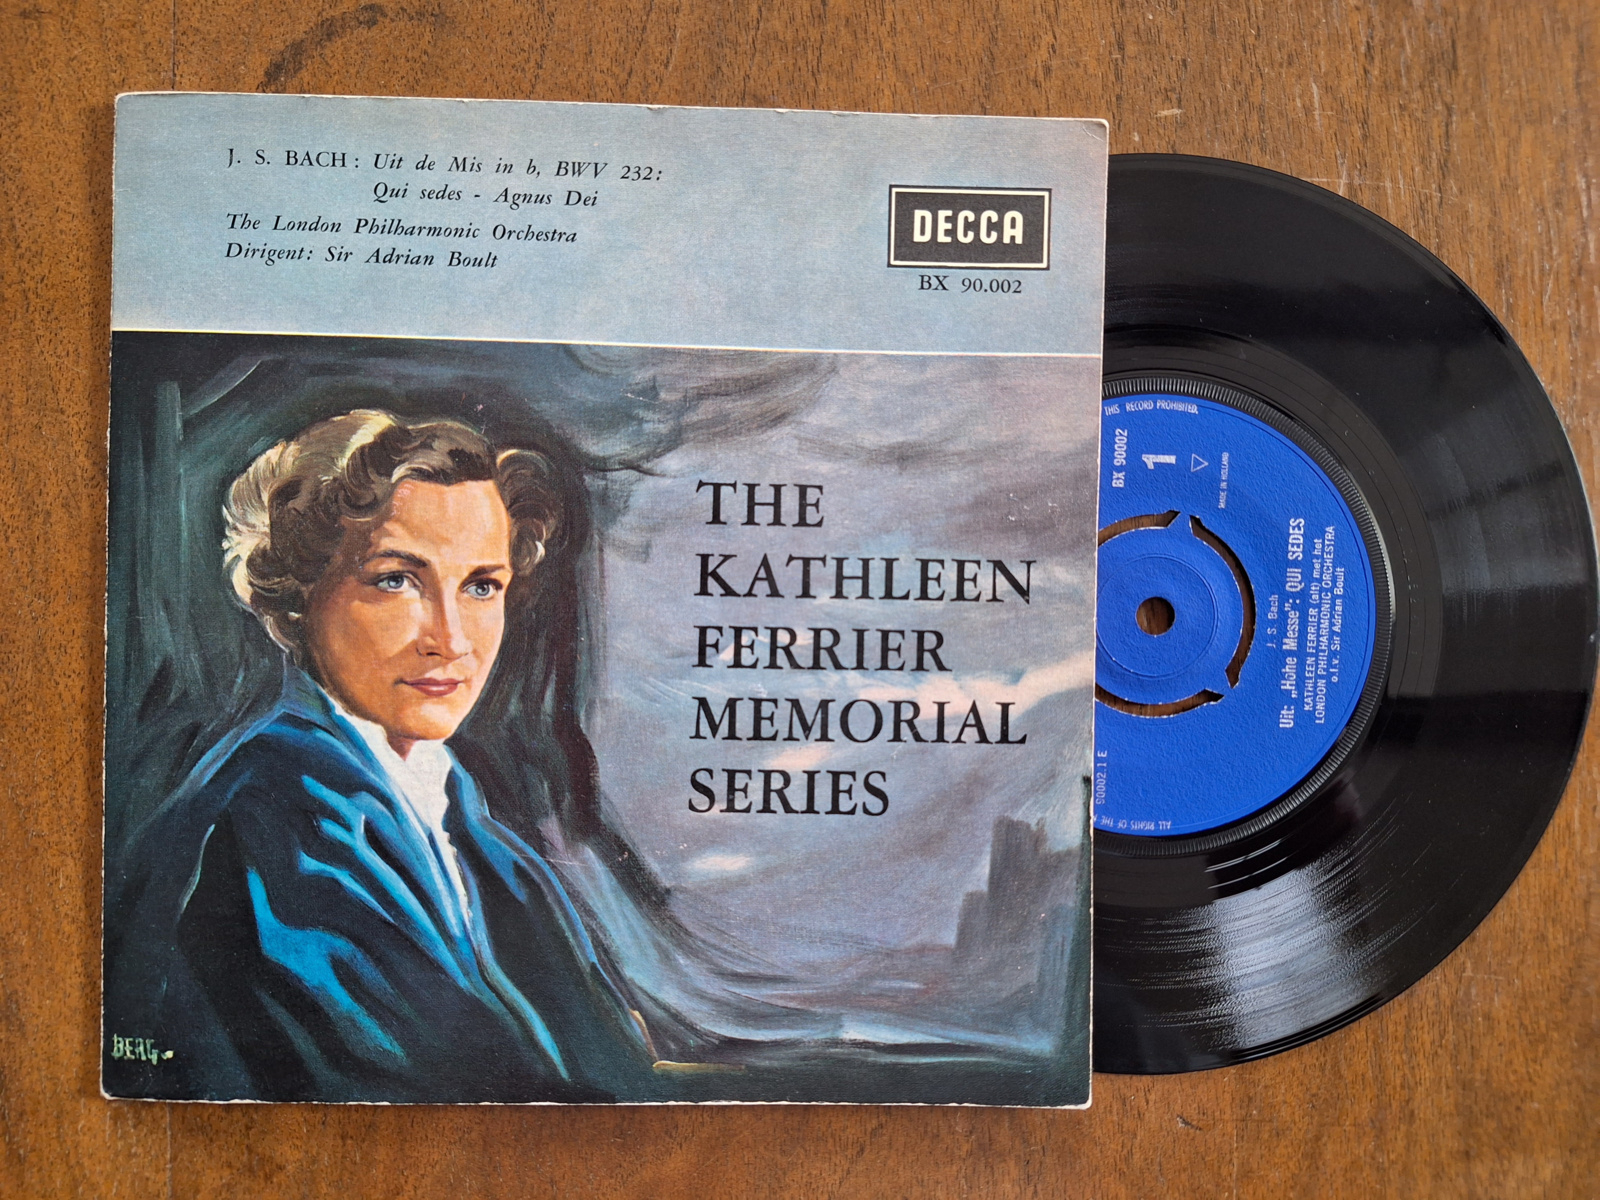 J. S. BACH: Uit de Mis in b, BWV 232:
Qui sedes - Agnus Dei
The London Philharmonic Orchestra
Dirigent: Sir Adrian Boult
DECCA
BX 90.002
THE
KATHLEEN
FERRIER
MEMORIAL
SERIES
BERG
THIS RECORD PROHIBITED.
BX 90002
1
MADE IN HOLLAND
J. S. Bach
Uit: „Hohe Messe": QUI SEDES
KATHLEEN FERRIER (alt) met het
LONDON PHILHARMONIC ORCHESTRA
o.l.v. Sir Adrian Boult
90002.1 E
ALL RIGHTS OF THE